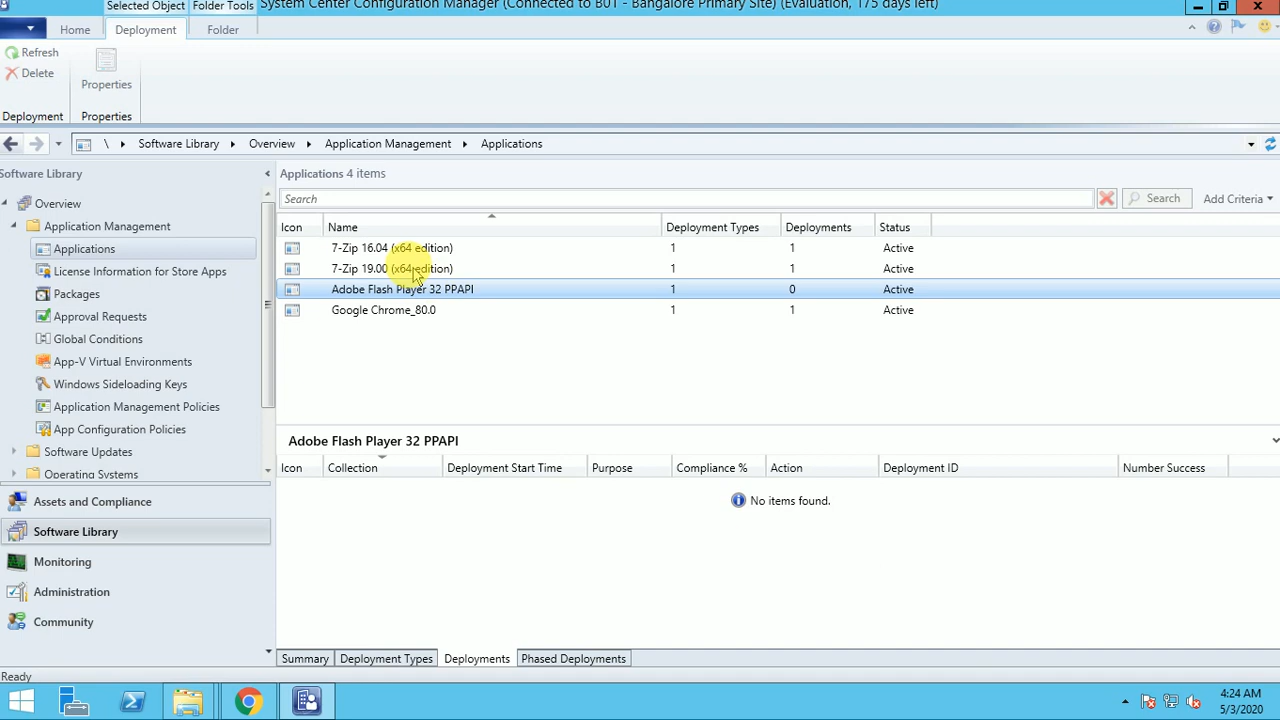 System Center Configuration Manager (Connected to B01 - Bangalore Primary Site) (Evaluation, 175 days left)
Selected Object
Folder Tools
Home
Deployment
Folder
Refresh
Delete
Properties
Deployment
Properties
\ Software Library Overview Application Management Applications
Software Library
Overview
Application Management
Applications
License Information for Store Apps
Packages
Approval Requests
Global Conditions
App-V Virtual Environments
Windows Sideloading Keys
Application Management Policies
App Configuration Policies
Software Updates
Operating Systems
Assets and Compliance
Software Library
Monitoring
Administration
Community
Applications 4 items
Search
Search
Add Criteria
Icon Name Deployment Types Deployments Status
7-Zip 16.04 (x64 edition) 1 1 Active
7-Zip 19.00 (x64 edition) 1 1 Active
Adobe Flash Player 32 PPAPI 1 0 Active
Google Chrome_80.0 1 1 Active
Adobe Flash Player 32 PPAPI
Icon Collection Deployment Start Time Purpose Compliance % Action Deployment ID Number Success
No items found.
Summary Deployment Types Deployments Phased Deployments
Ready
4:24 AM
5/3/2020